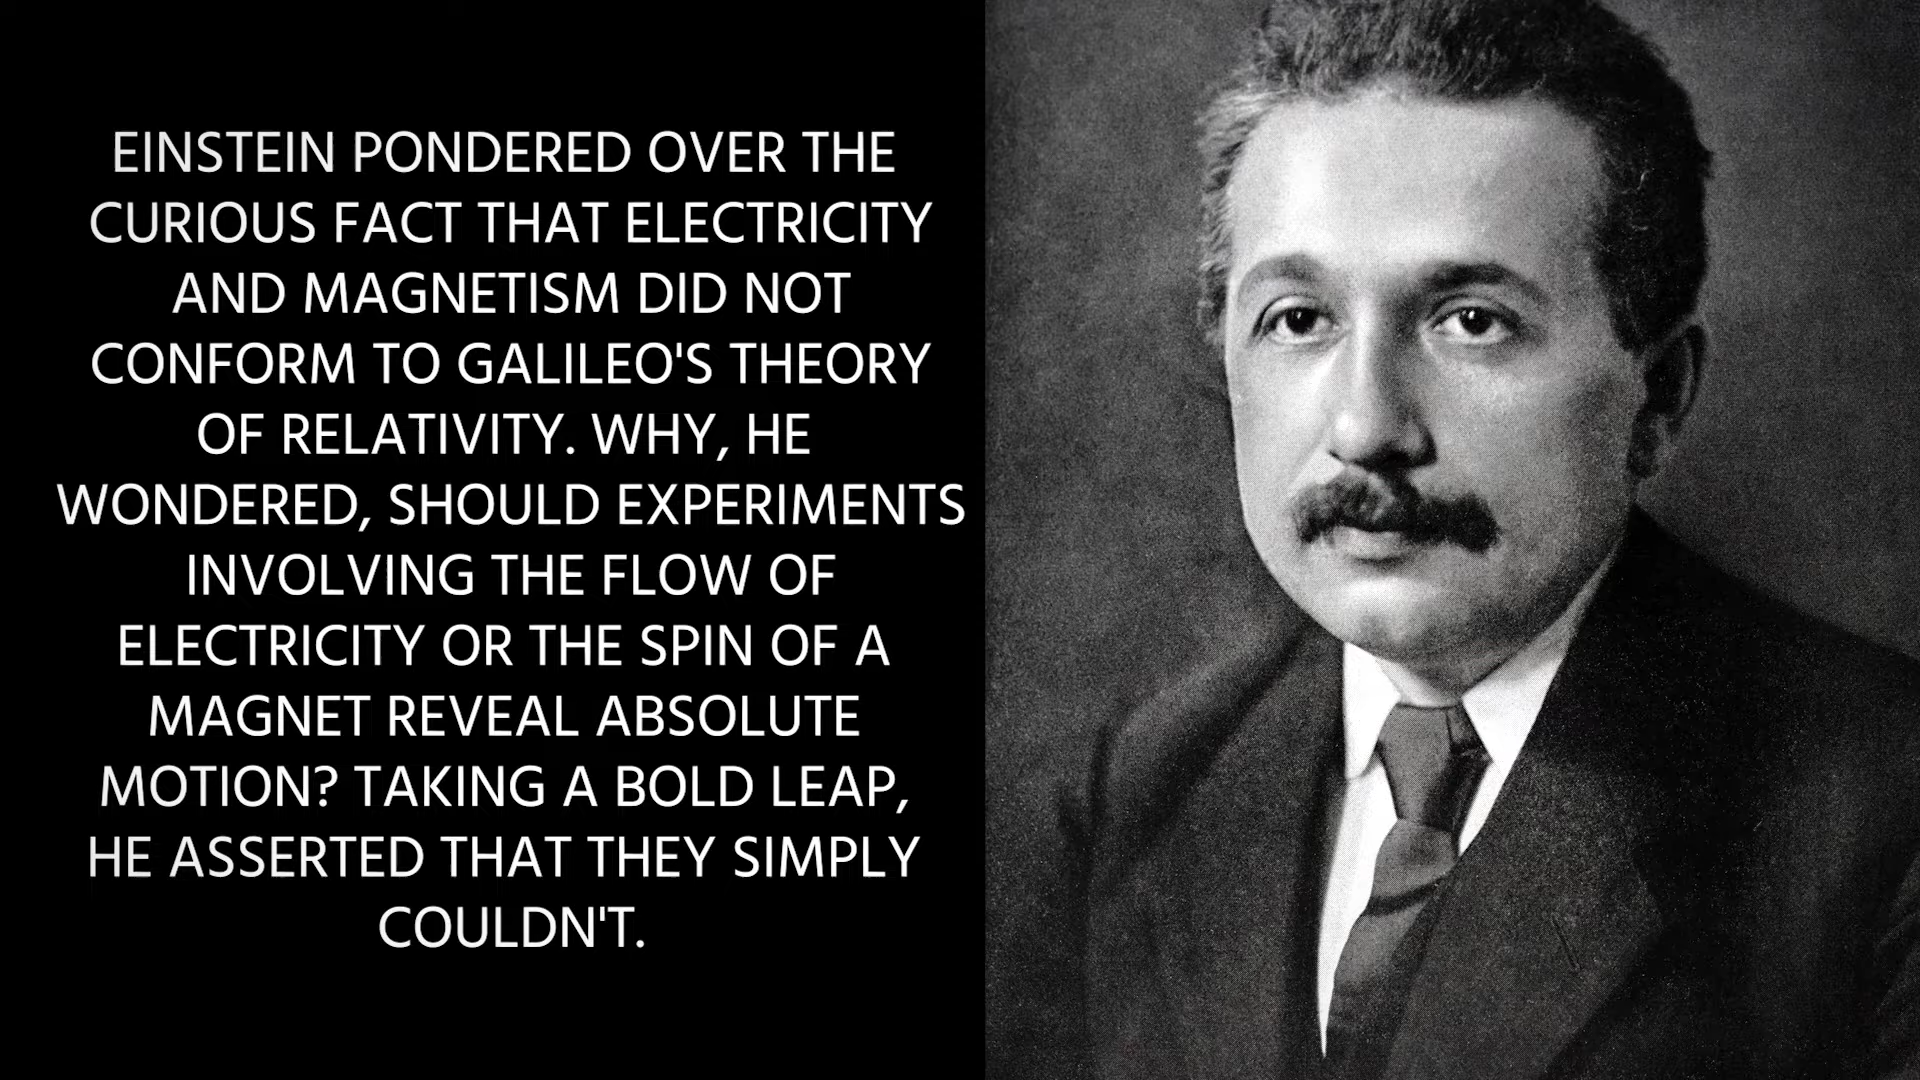 EINSTEIN PONDERED OVER THE
CURIOUS FACT THAT ELECTRICITY
AND MAGNETISM DID NOT
CONFORM TO GALILEO'S THEORY
OF RELATIVITY. WHY, HE
WONDERED, SHOULD EXPERIMENTS
INVOLVING THE FLOW OF
ELECTRICITY OR THE SPIN OF A
MAGNET REVEAL ABSOLUTE
MOTION? TAKING A BOLD LEAP,
HE ASSERTED THAT THEY SIMPLY
COULDN'T.